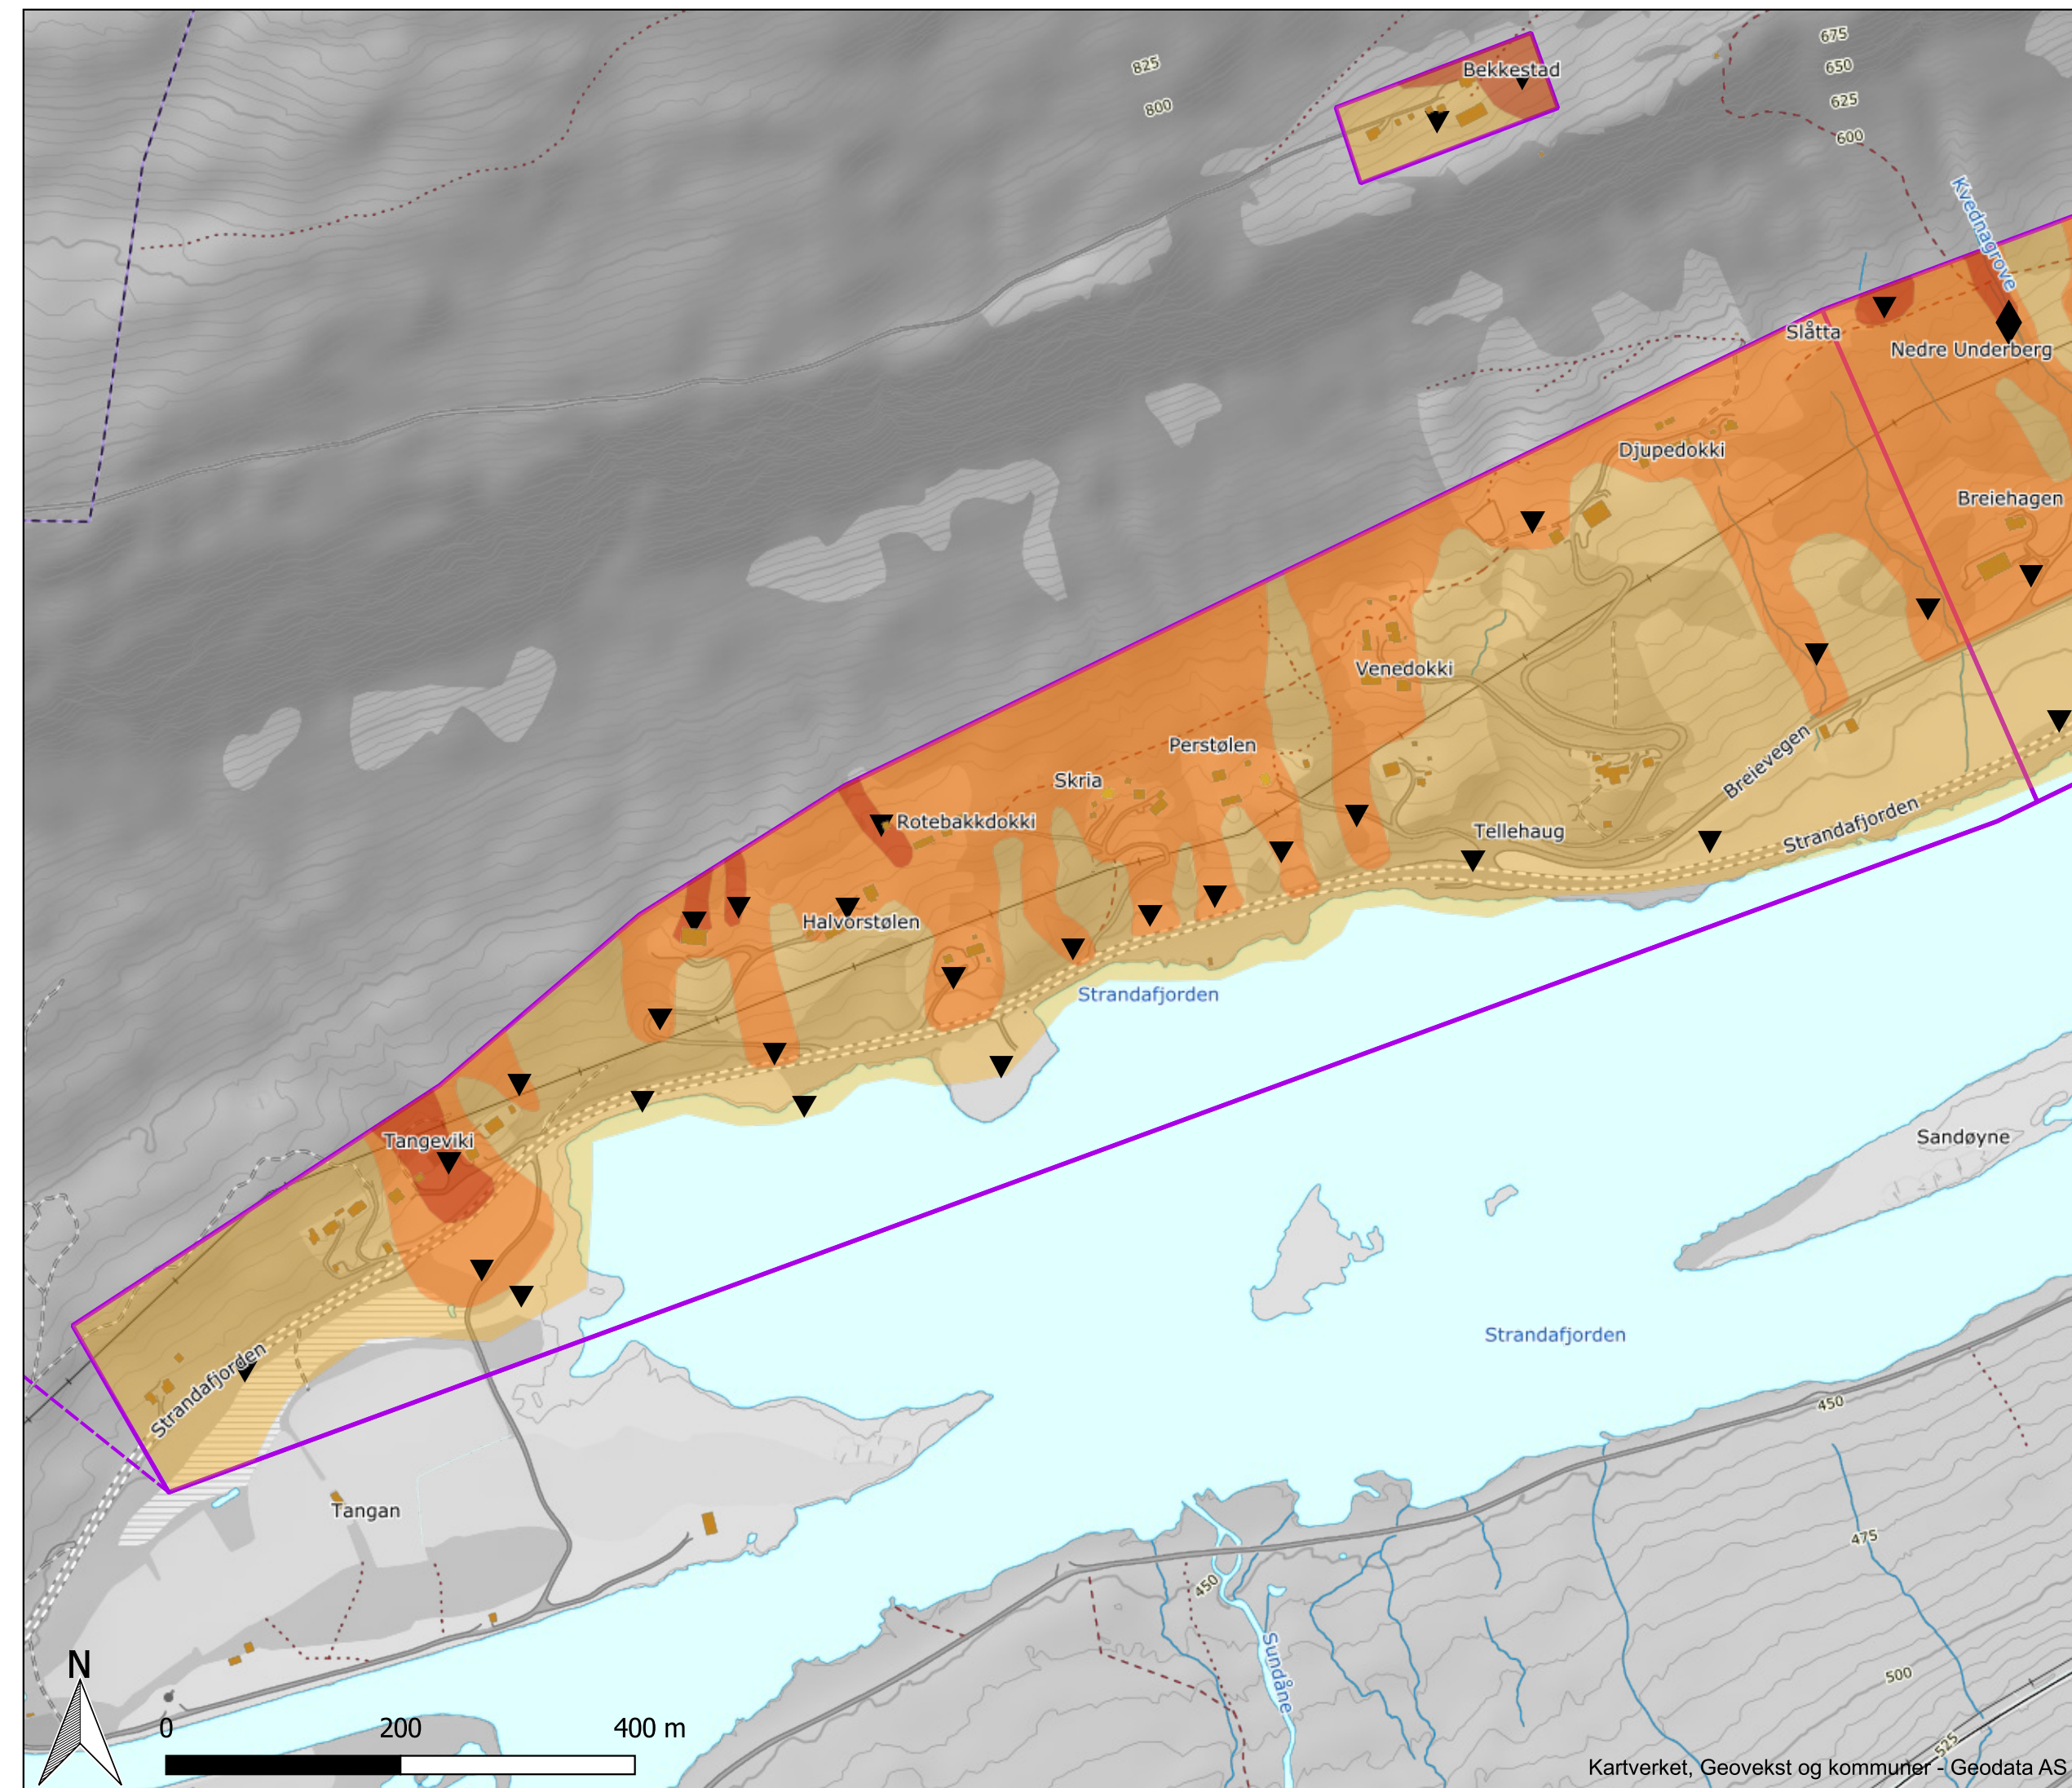 675
825
650
Bekkestad
625
800
600
Kvednagrove
Slåtta
Nedre Underberg
Djupedokki
Breiehagen
Venedokki
Perstølen
Breievegen
Skria
Rotebakkdokki
Tellehaug
Strandafjorden
Halvorstølen
Strandafjorden
Tangeviki
Sandøyne
Strandafjorden
Strandafjorden
450
Tangan
475
450
Sundåne
500
N
0 200 400 m
525
Kartverket, Geovekst og kommuner - Geodata AS